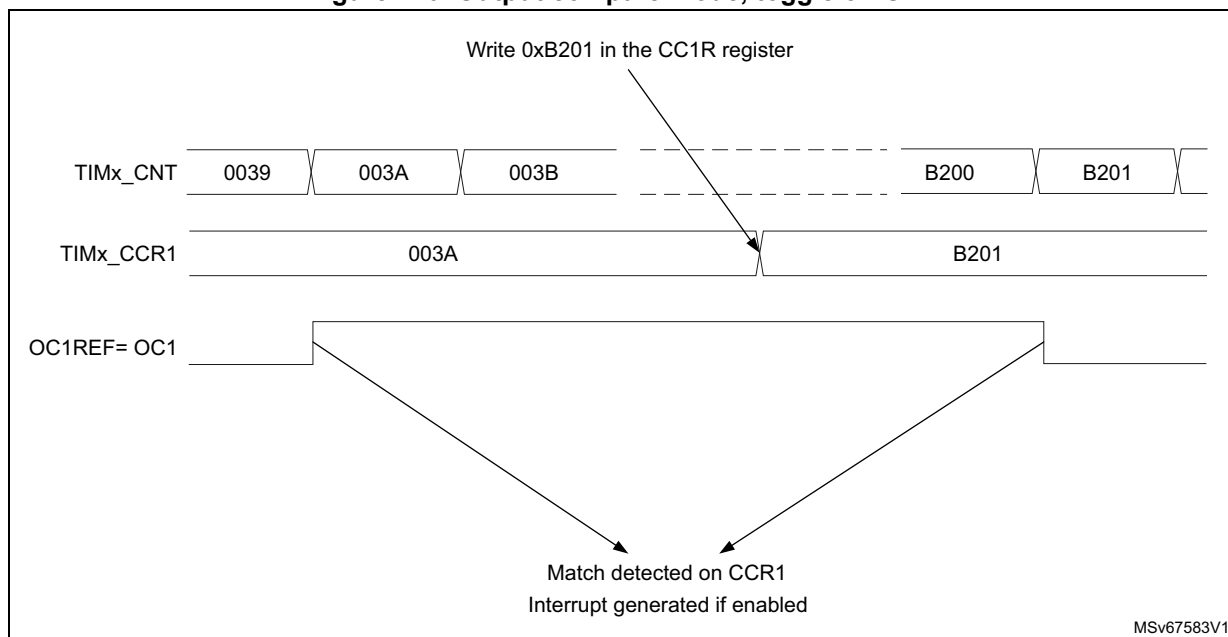 Write 0xB201 in the CC1R register
TIMx_CNT 0039 003A 003B B200 B201
TIMx_CCR1 003A B201
OC1REF= OC1
Match detected on CCR1
Interrupt generated if enabled
MSv67583V1